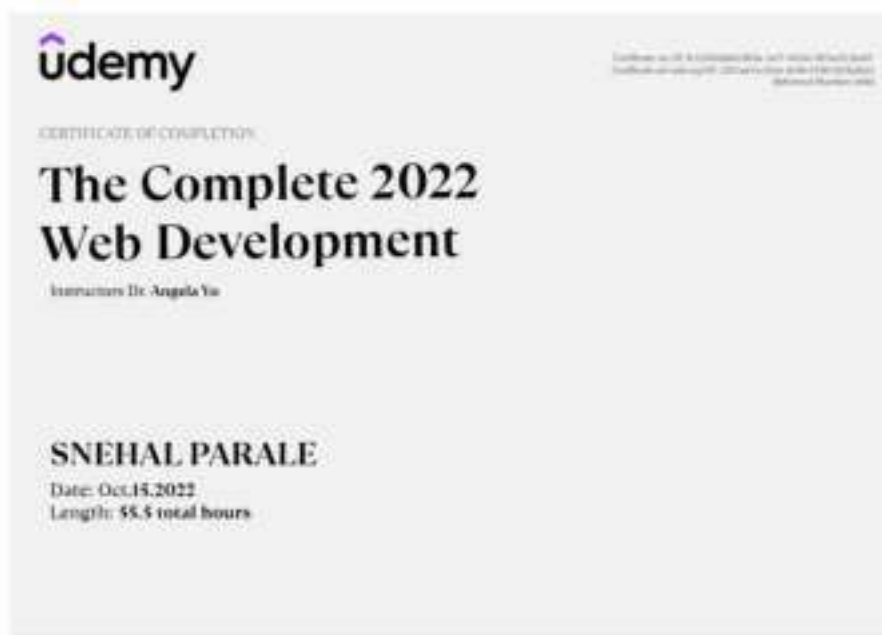 udemy
CERTIFICATE OF COMPLETION
The Complete 2022
Web Development
Instructors Dr. Angela Yu
SNEHAL PARALE
Date: Oct.15.2022
Length: 55.5 total hours